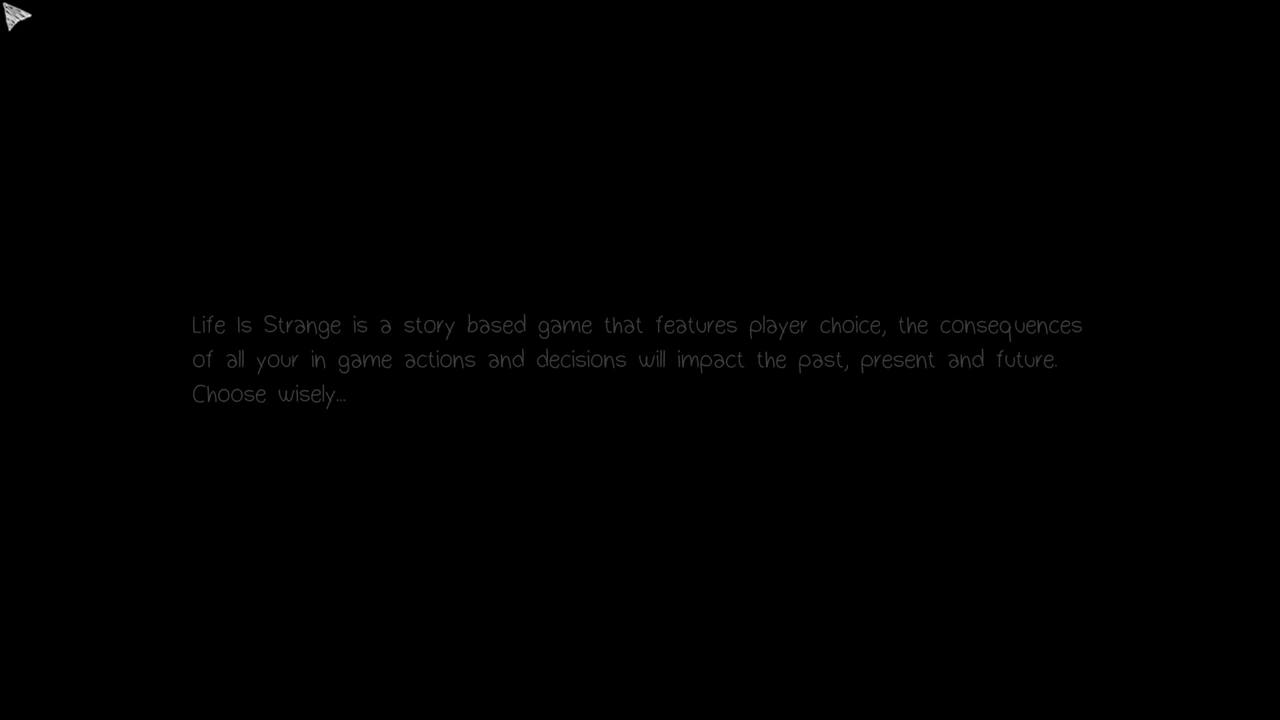 Life Is Strange is a story based game that features player choice, the consequences
of all your in game actions and decisions will impact the past, present and future.
Choose wisely...